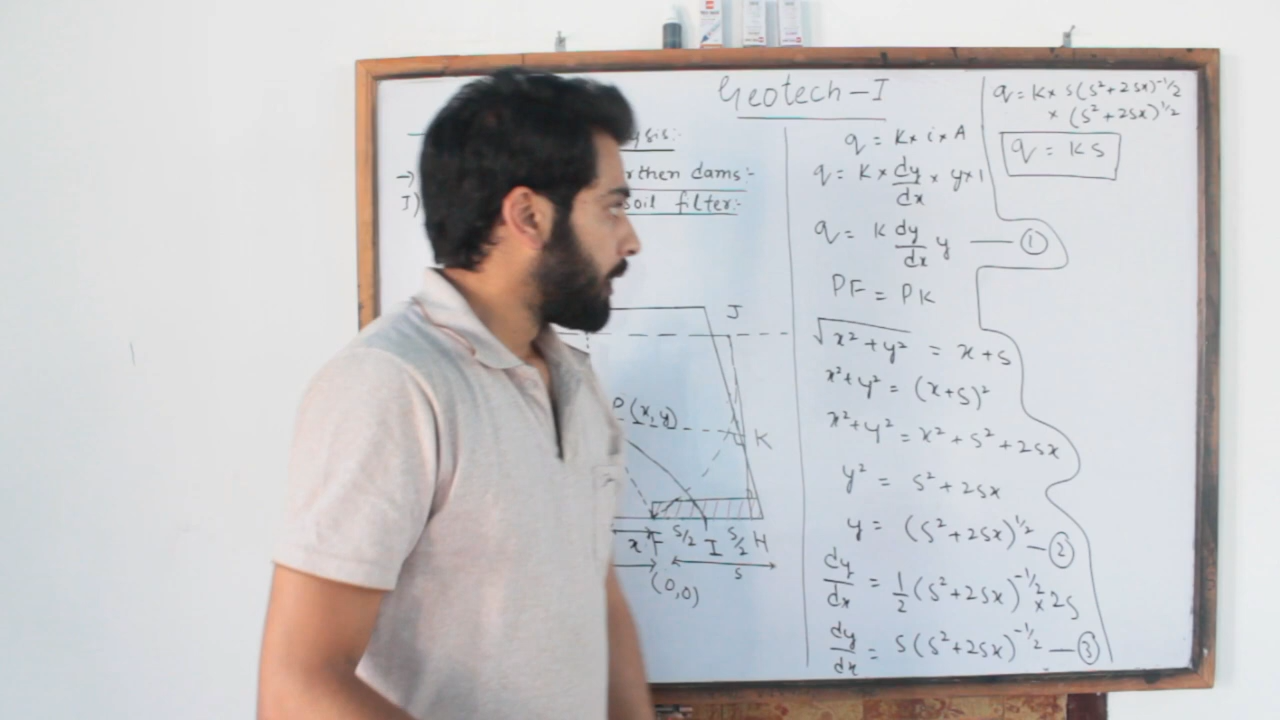 Geotech-I
ysis:-
rthen dams:-
I) soil filter:-
J
P(x,y)
K
x F S/2 I S/2 H
S
(0,0)
q = K x i x A
q = K x dy/dx x y x 1
q = K dy/dx y — ①
PF = PK
√x²+y² = x+s
x²+y² = (x+s)²
x²+y² = x²+s²+2sx
y² = s²+2sx
y = (s²+2sx)^1/2 — ②
dy/dx = 1/2 (s²+2sx)^-1/2 x 2s
dy/dx = s(s²+2sx)^-1/2 — ③
q = K x s(s²+2sx)^-1/2
x (s²+2sx)^1/2
q = KS